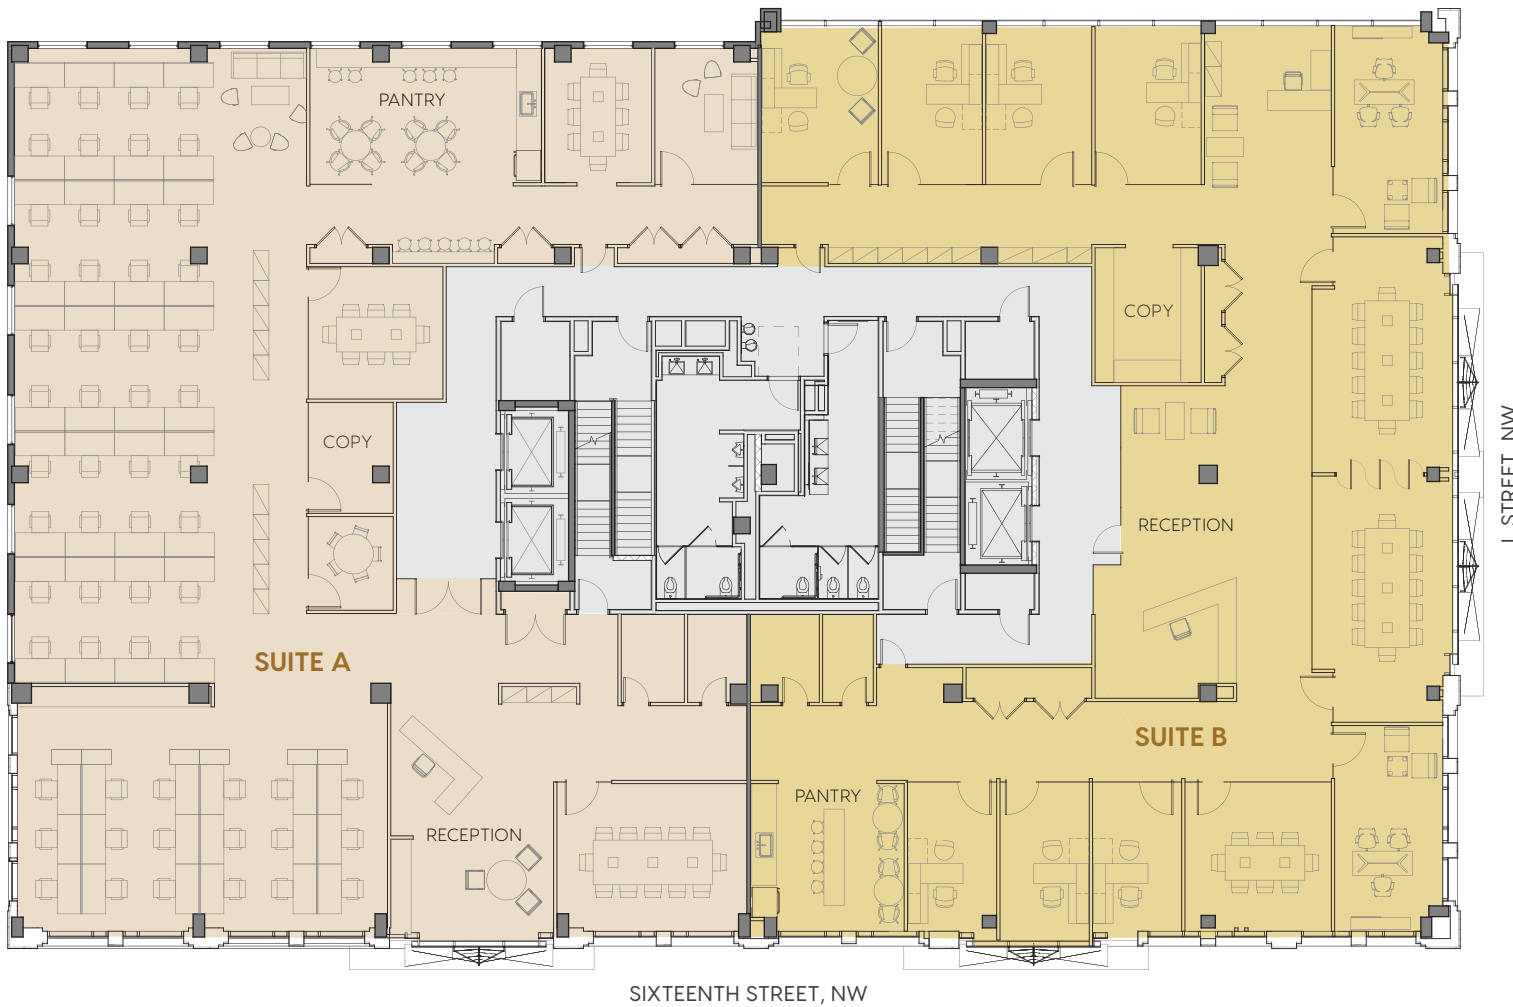 PANTRY
COPY
COPY
L STREET, NW
RECEPTION
SUITE A
SUITE B
PANTRY
RECEPTION
SIXTEENTH STREET, NW